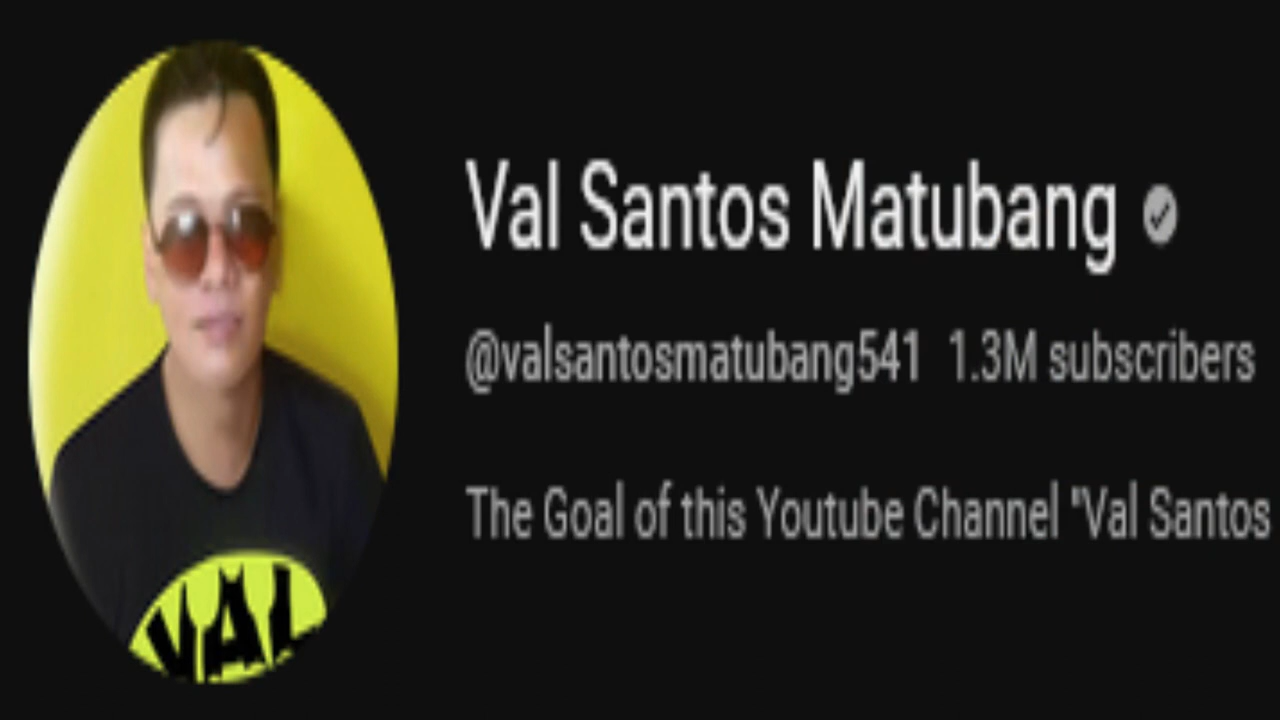 Val Santos Matubang
@valsantosmatubang541 1.3M subscribers
The Goal of this Youtube Channel "Val Santos
VAL